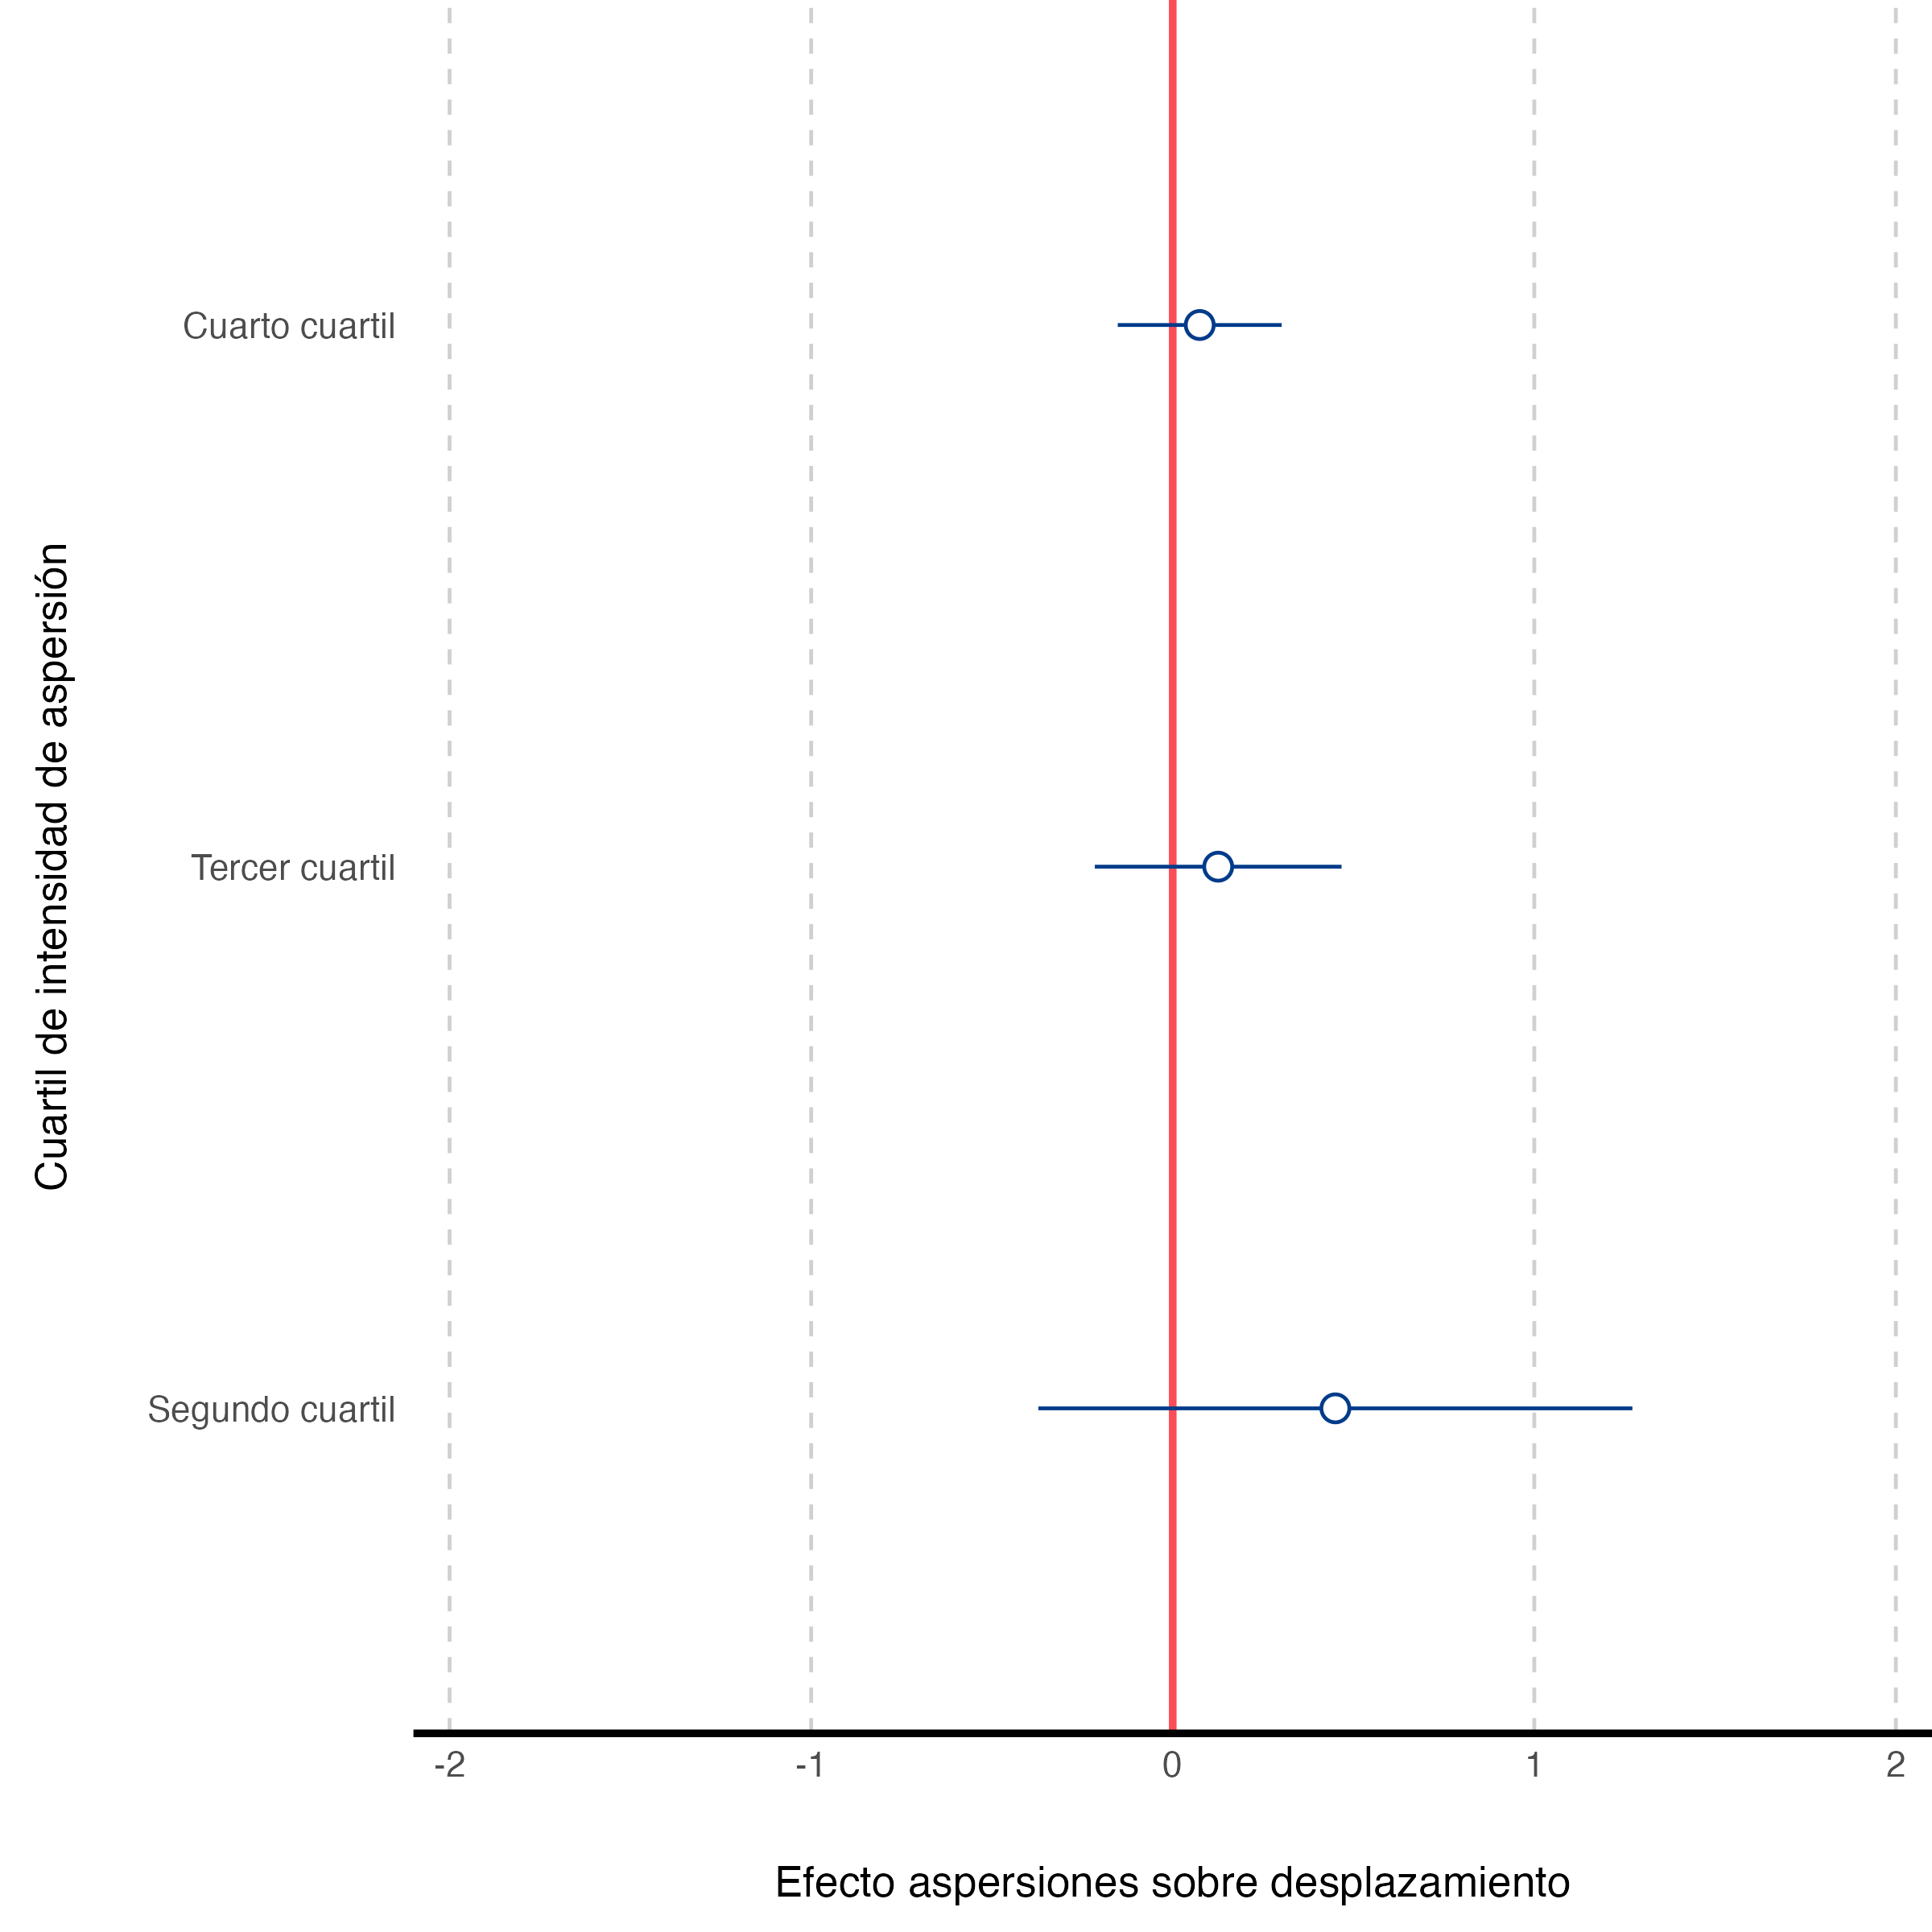 Cuartil de intensidad de aspersión
Cuarto cuartil
Tercer cuartil
Segundo cuartil
-2 -1 0 1 2
Efecto aspersiones sobre desplazamiento